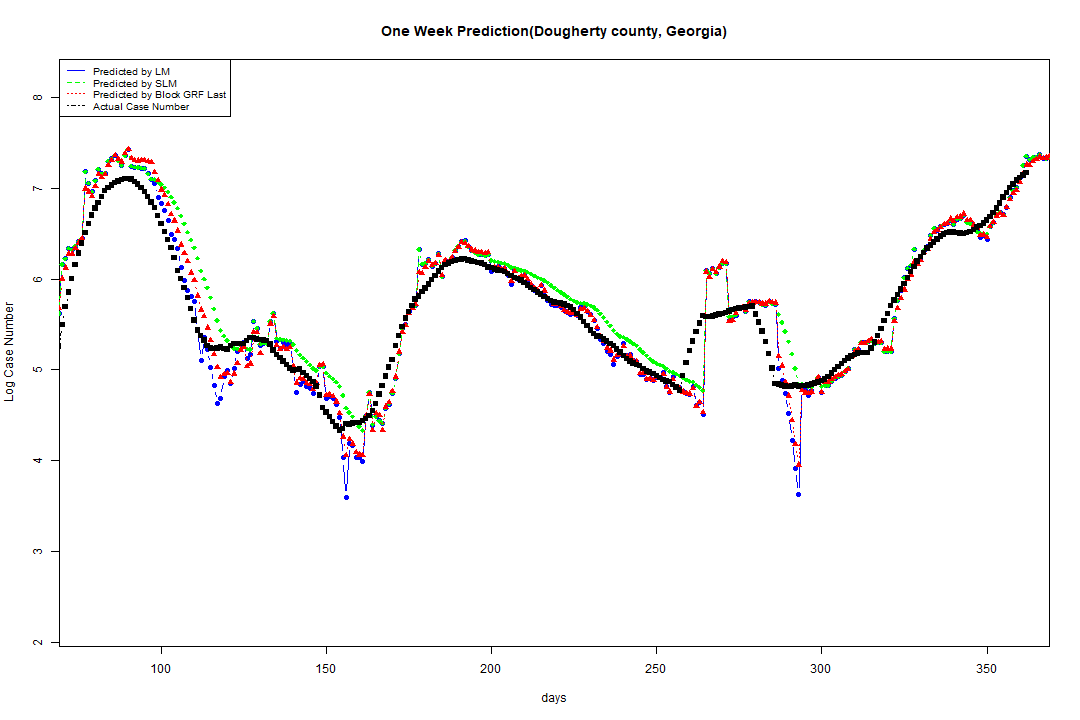 One Week Prediction(Dougherty county, Georgia)
Predicted by LM
Predicted by SLM
Predicted by Block GRF Last
Actual Case Number
Log Case Number
8
7
6
5
4
3
2
100 150 200 250 300 350
days